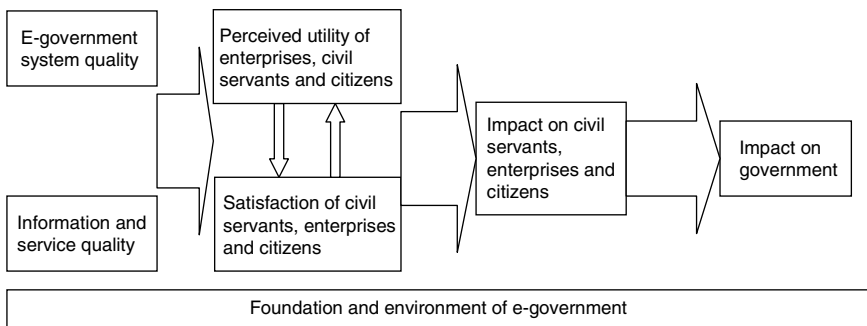 E-government
system quality
Perceived utility of
enterprises, civil
servants and citizens
Information and
service quality
Satisfaction of civil
servants, enterprises
and citizens
Impact on civil
servants,
enterprises and
citizens
Impact on
government
Foundation and environment of e-government